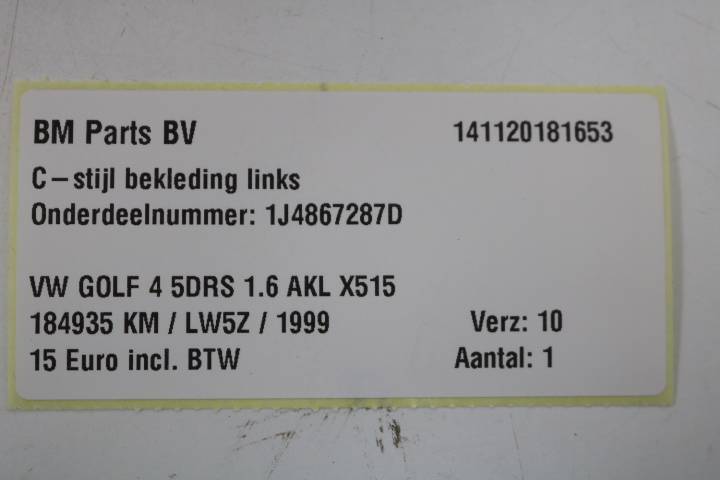 BM Parts BV 141120181653
C–stijl bekleding links
Onderdeelnummer: 1J4867287D
VW GOLF 4 5DRS 1.6 AKL X515
184935 KM / LW5Z / 1999 Verz: 10
15 Euro incl. BTW Aantal: 1